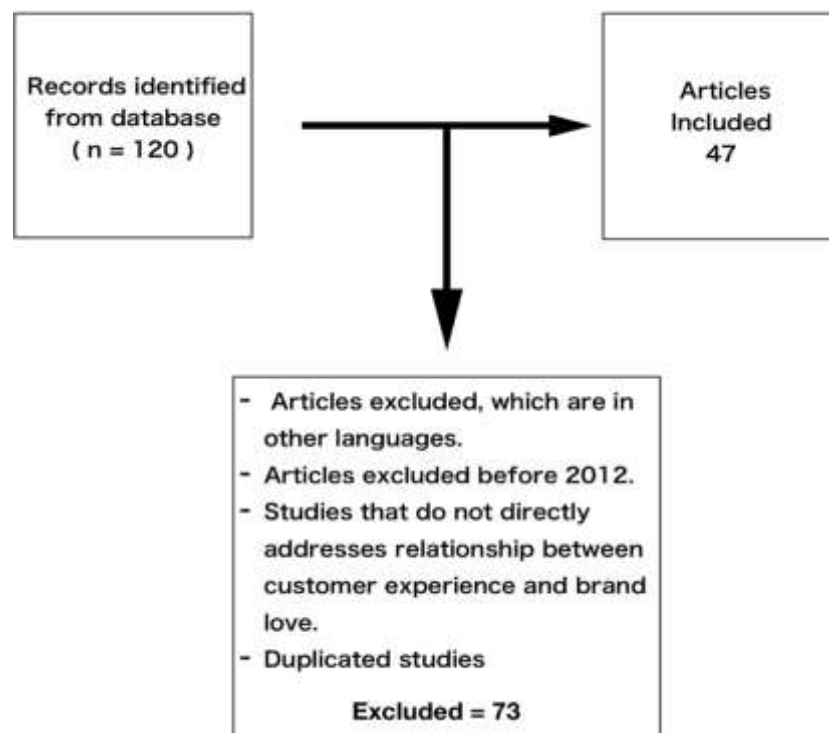 Records identified
from database
( n = 120 )
Articles
Included
47
- Articles excluded, which are in
other languages.
- Articles excluded before 2012.
- Studies that do not directly
addresses relationship between
customer experience and brand
love.
- Duplicated studies
Excluded = 73